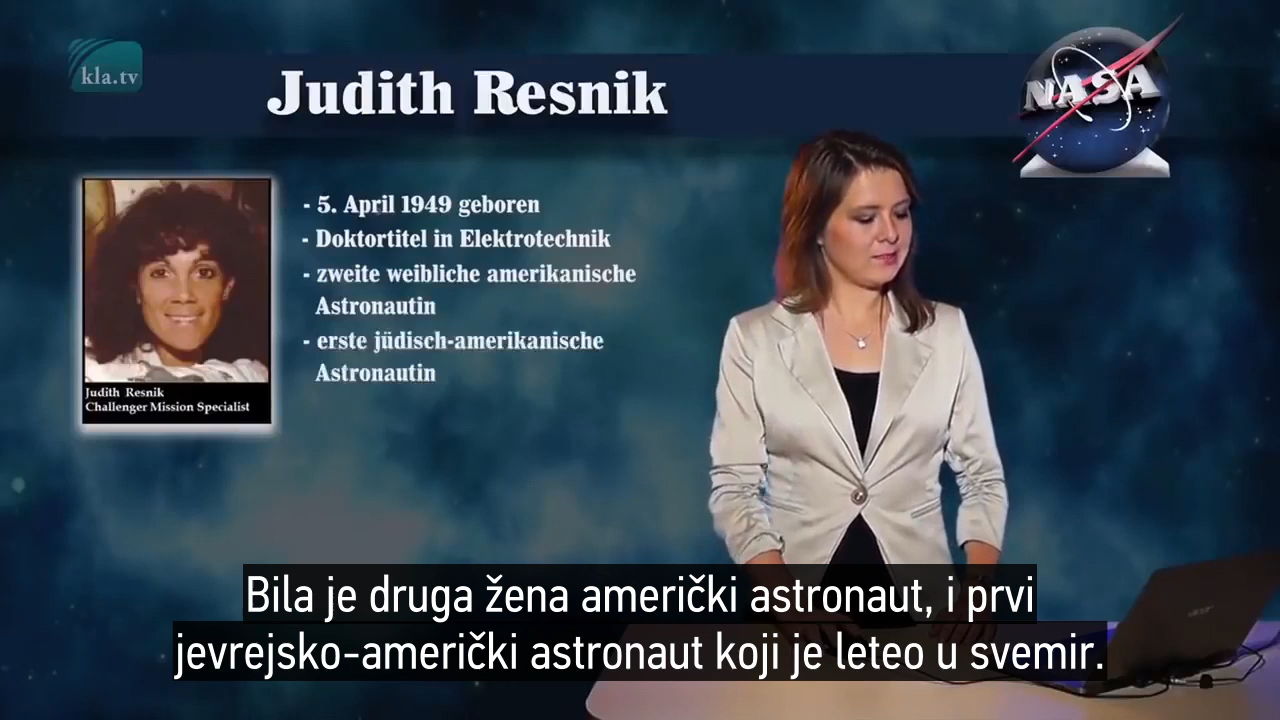 kla.tv
Judith Resnik
NASA
- 5. April 1949 geboren
- Doktortitel in Elektrotechnik
- zweite weibliche amerikanische
Astronautin
- erste jüdisch-amerikanische
Astronautin
Judith Resnik
Challenger Mission Specialist
acer
Bila je druga žena američki astronaut, i prvi
jevrejsko-američki astronaut koji je leteo u svemir.